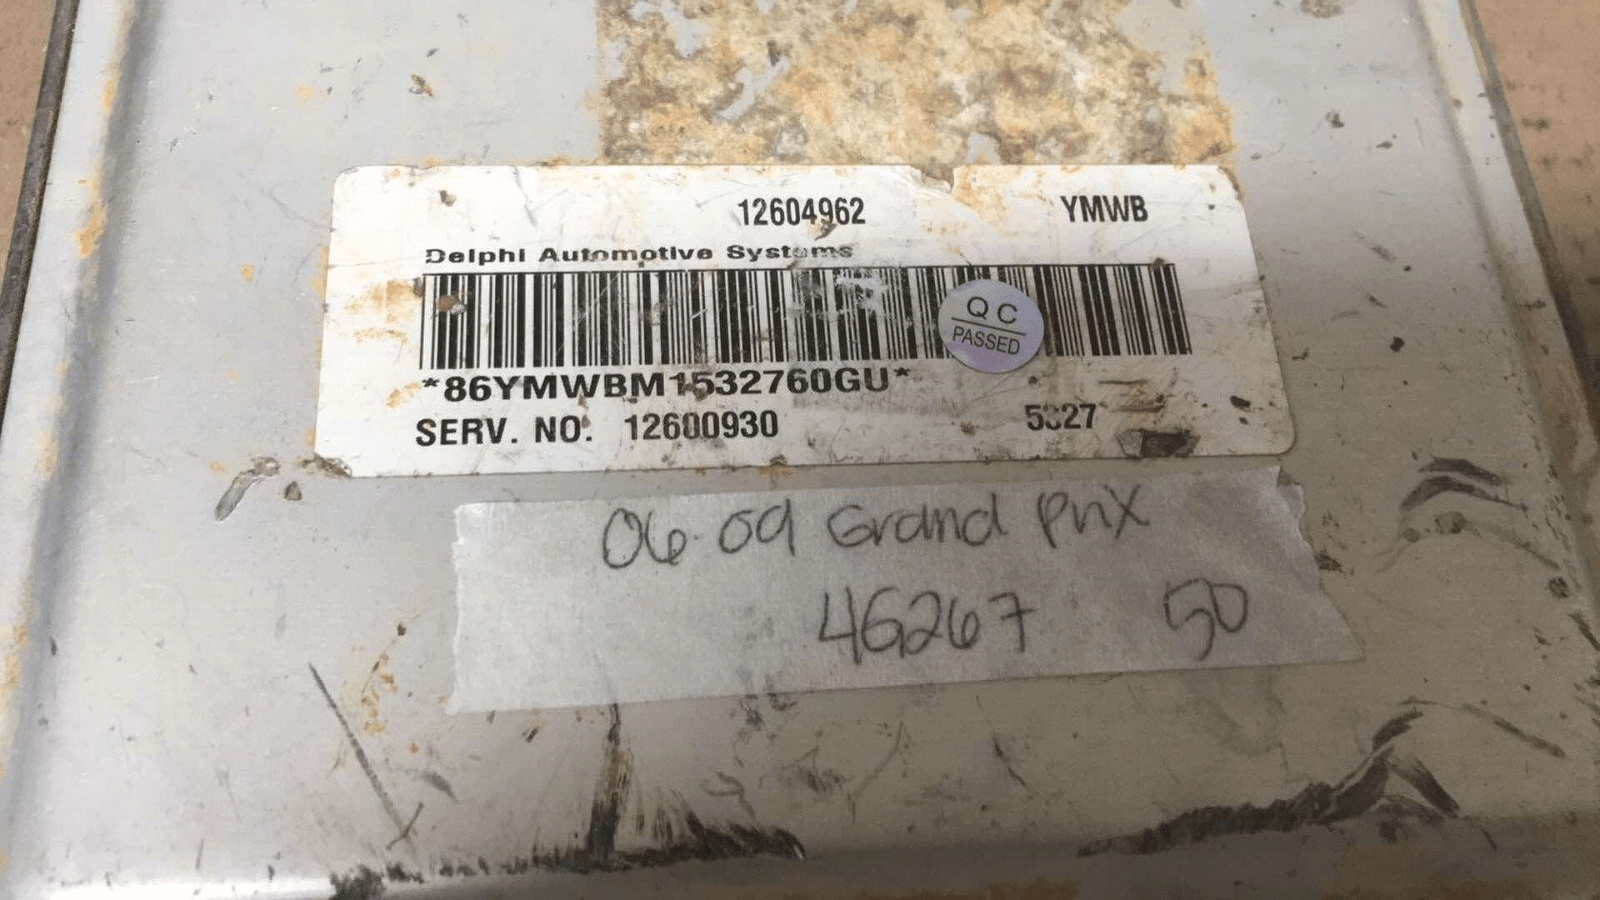 12604962 YMWB
Delphi Automotive Systems
QC
PASSED
*86YMWBM1532760GU*
SERV. NO. 12600930 5327
06-09 Grand Prix
46267 50